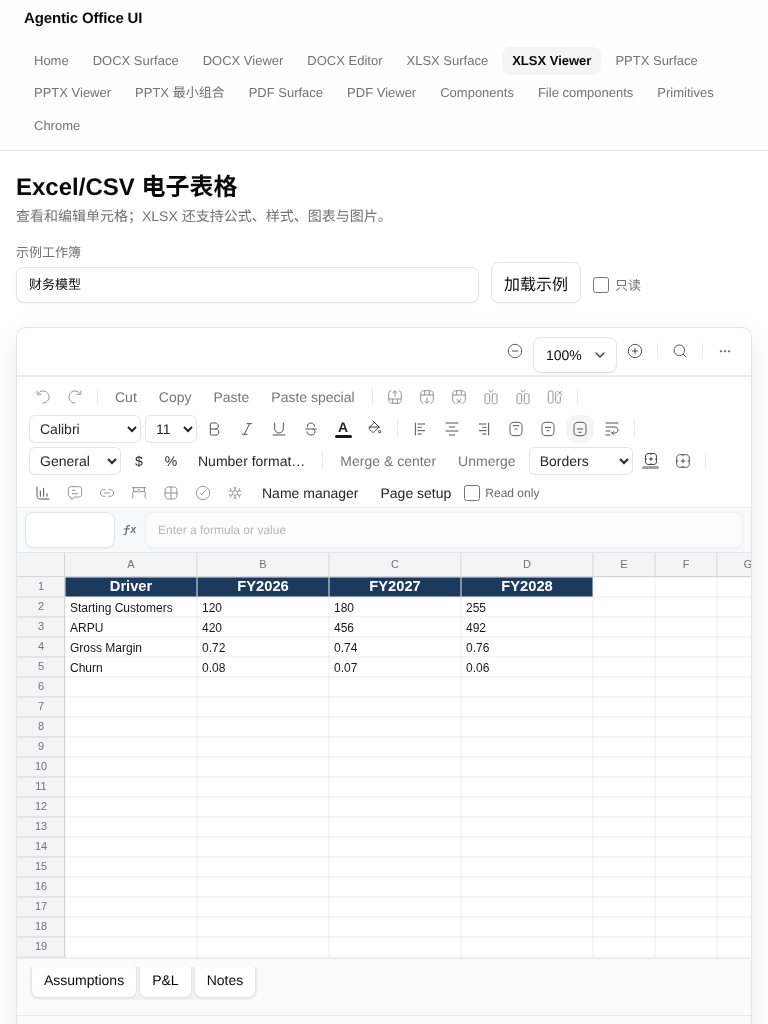 Agentic Office UI
Home DOCX Surface DOCX Viewer DOCX Editor XLSX Surface XLSX Viewer PPTX Surface
PPTX Viewer PPTX 最小组合 PDF Surface PDF Viewer Components File components Primitives
Chrome
Excel/CSV 电子表格
查看和编辑单元格；XLSX 还支持公式、样式、图表与图片。
示例工作簿
财务模型 加载示例 只读
100%
Cut Copy Paste Paste special
Calibri 11 B I U S A
General $ % Number format… Merge & center Unmerge Borders
Name manager Page setup Read only
ƒx Enter a formula or value
A B C D E F G
1 Driver FY2026 FY2027 FY2028
2 Starting Customers 120 180 255
3 ARPU 420 456 492
4 Gross Margin 0.72 0.74 0.76
5 Churn 0.08 0.07 0.06
6
7
8
9
10
11
12
13
14
15
16
17
18
19
Assumptions P&L Notes